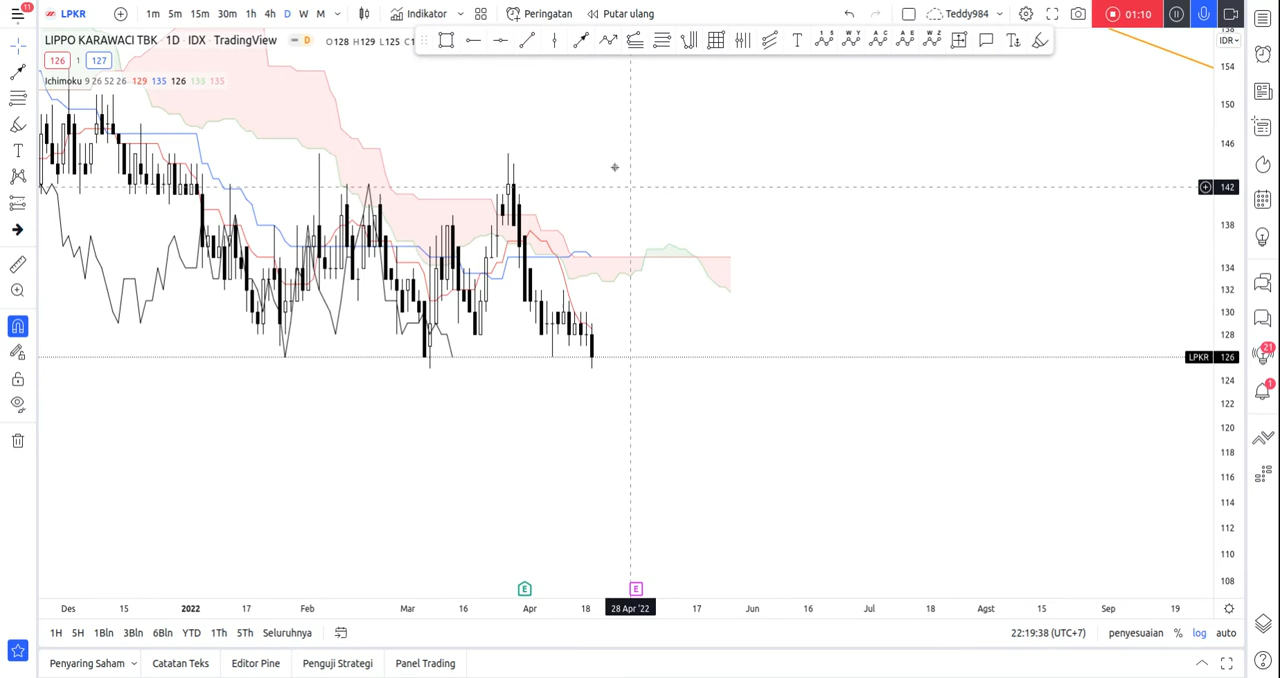 11
LPKR
1m 5m 15m 30m 1h 4h D W M
Indikator
Peringatan
Putar ulang
Teddy984
01:10
LIPPO KARAWACI TBK · 1D · IDX · TradingView
D
O128 H129 L125
126 1 127
Ichimoku 9 26 52 26 129 135 126 135 135
IDR
154
150
146
142
138
134
132
130
128
LPKR 126
124
122
120
118
116
114
112
110
108
E E
Des 15 2022 17 Feb Mar 16 Apr 18 28 Apr '22 17 Jun 16 Jul 18 Agst 15 Sep 19
1H 5H 1Bln 3Bln 6Bln YTD 1Th 5Th Seluruhnya
22:19:38 (UTC+7)
penyesuaian % log auto
Penyaring Saham
Catatan Teks
Editor Pine
Penguji Strategi
Panel Trading
21
1